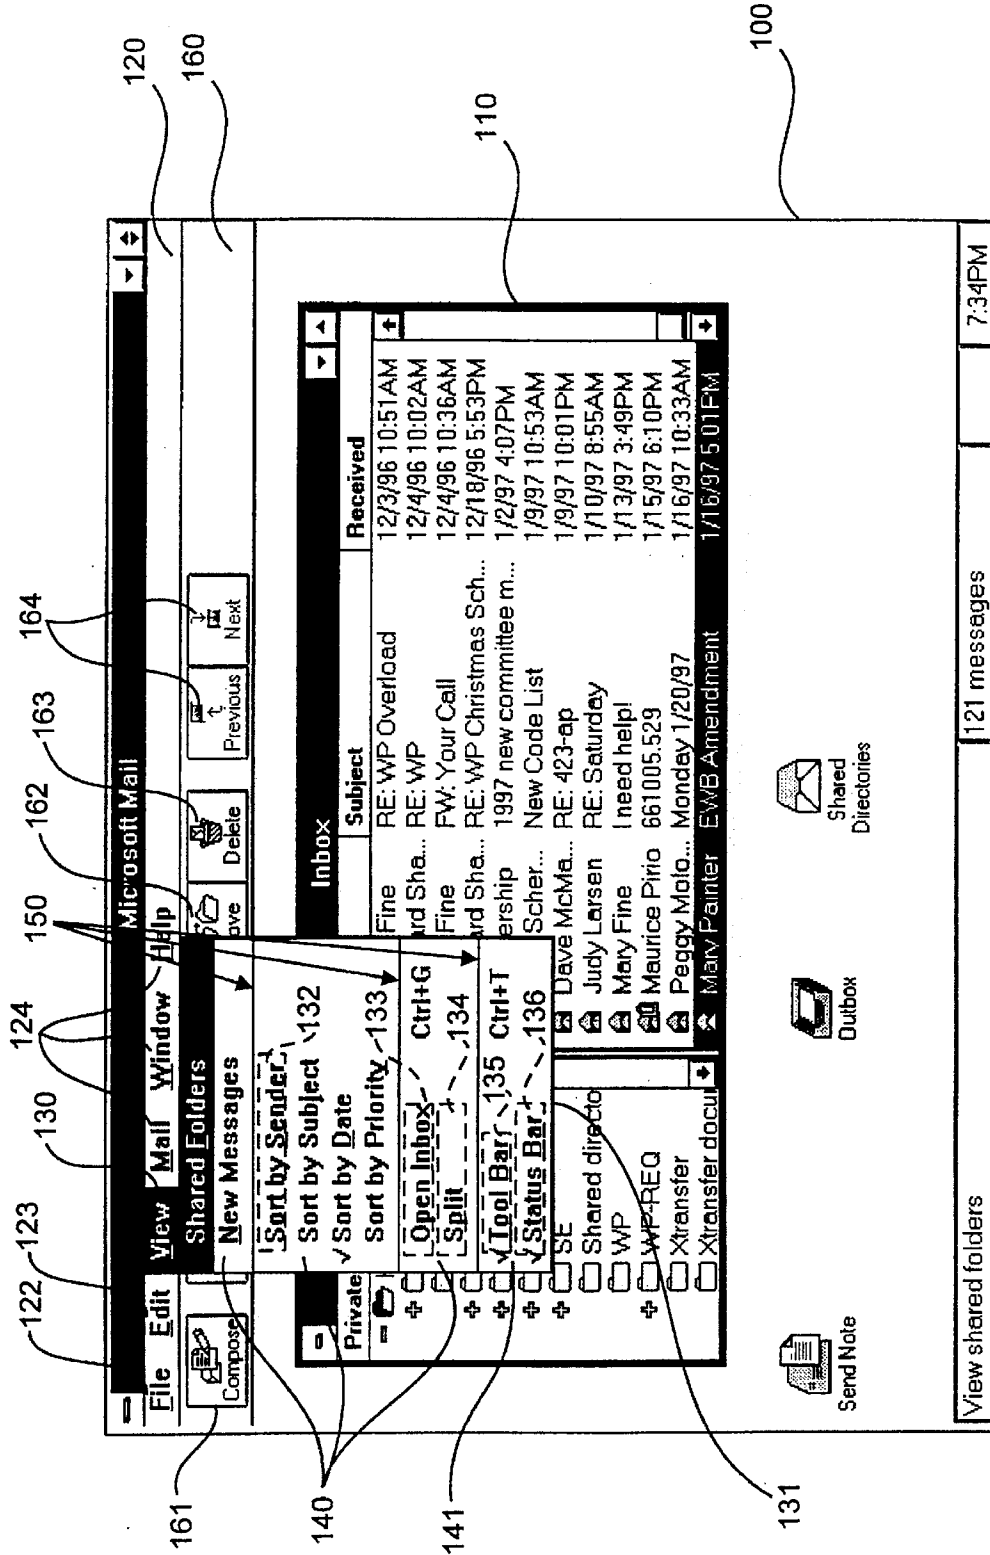 122
123
130
124
150
162
163
164
120
160
Microsoft Mail
File Edit View Mail Window Help
Compose
ave
Delete
Previous
Next
161
Shared Folders
New Messages
Sort by Sender
132
Sort by Subject
√ Sort by Date
133
Sort by Priority
Open Inbox Ctrl+G
Split
134
135
√ Tool Bar Ctrl+T
√ Status Bar
136
140
141
131
110
100
Inbox
Private
Subject
Received
Fine RE: WP Overload 12/3/96 10:51AM
rd Sha... RE: WP 12/4/96 10:02AM
Fine FW: Your Call 12/4/96 10:36AM
rd Sha... RE: WP Christmas Sch... 12/18/96 5:53PM
ership 1997 new committee m... 1/2/97 4:07PM
Scher... New Code List 1/9/97 10:53AM
Dave McMa... RE: 423-ap 1/9/97 10:01PM
Judy Larsen RE: Saturday 1/10/97 8:55AM
Mary Fine I need help! 1/13/97 3:49PM
Maurice Pirio 661005.529 1/15/97 6:10PM
Peggy Molo... Monday 1/20/97 1/16/97 10:33AM
Mary Painter EWB Amendment 1/16/97 5:01PM
SE
Shared directo
WP
WP-REQ
Xtransfer
Xtransfer docu
Send Note
Outbox
Shared
Directories
View shared folders
121 messages
7:34PM